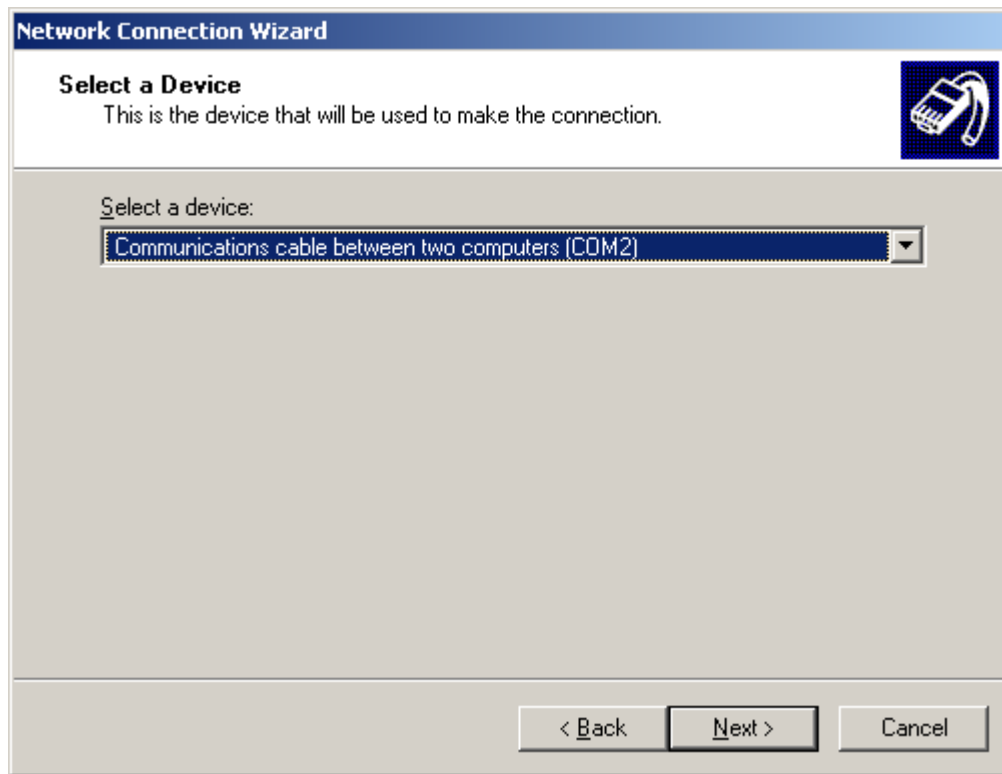 Network Connection Wizard
Select a Device
This is the device that will be used to make the connection.
Select a device:
Communications cable between two computers (COM2)
< Back
Next >
Cancel